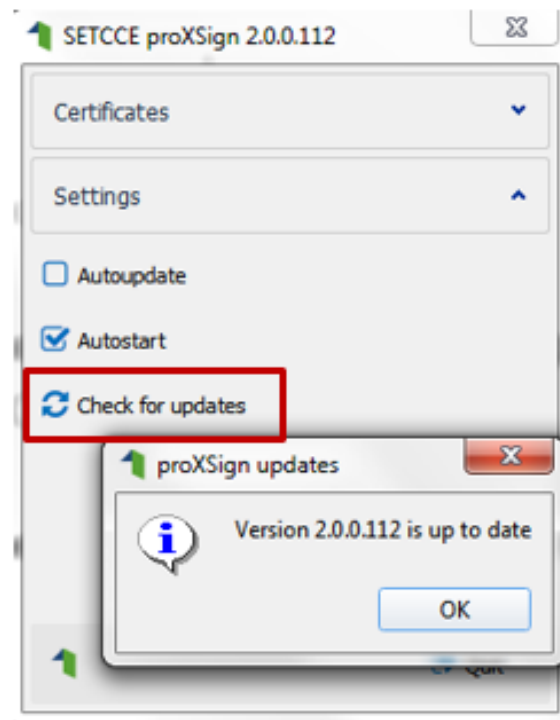 SETCCE proXSign 2.0.0.112
Certificates
Settings
Autoupdate
Autostart
Check for updates
proXSign updates
Version 2.0.0.112 is up to date
OK
Quit